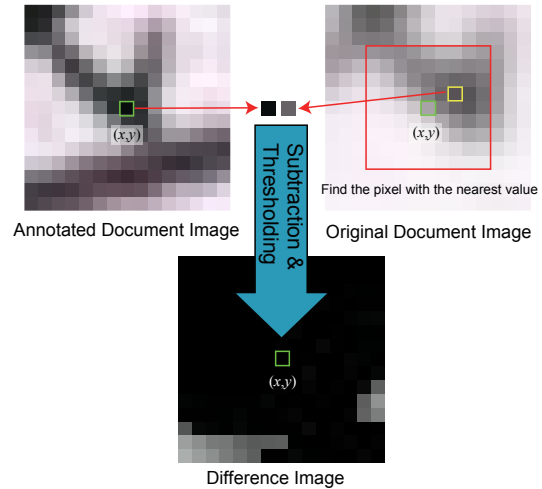 (x,y)
(x,y)
Find the pixel with the nearest value
Annotated Document Image
Original Document Image
Subtraction &
Thresholding
(x,y)
Difference Image